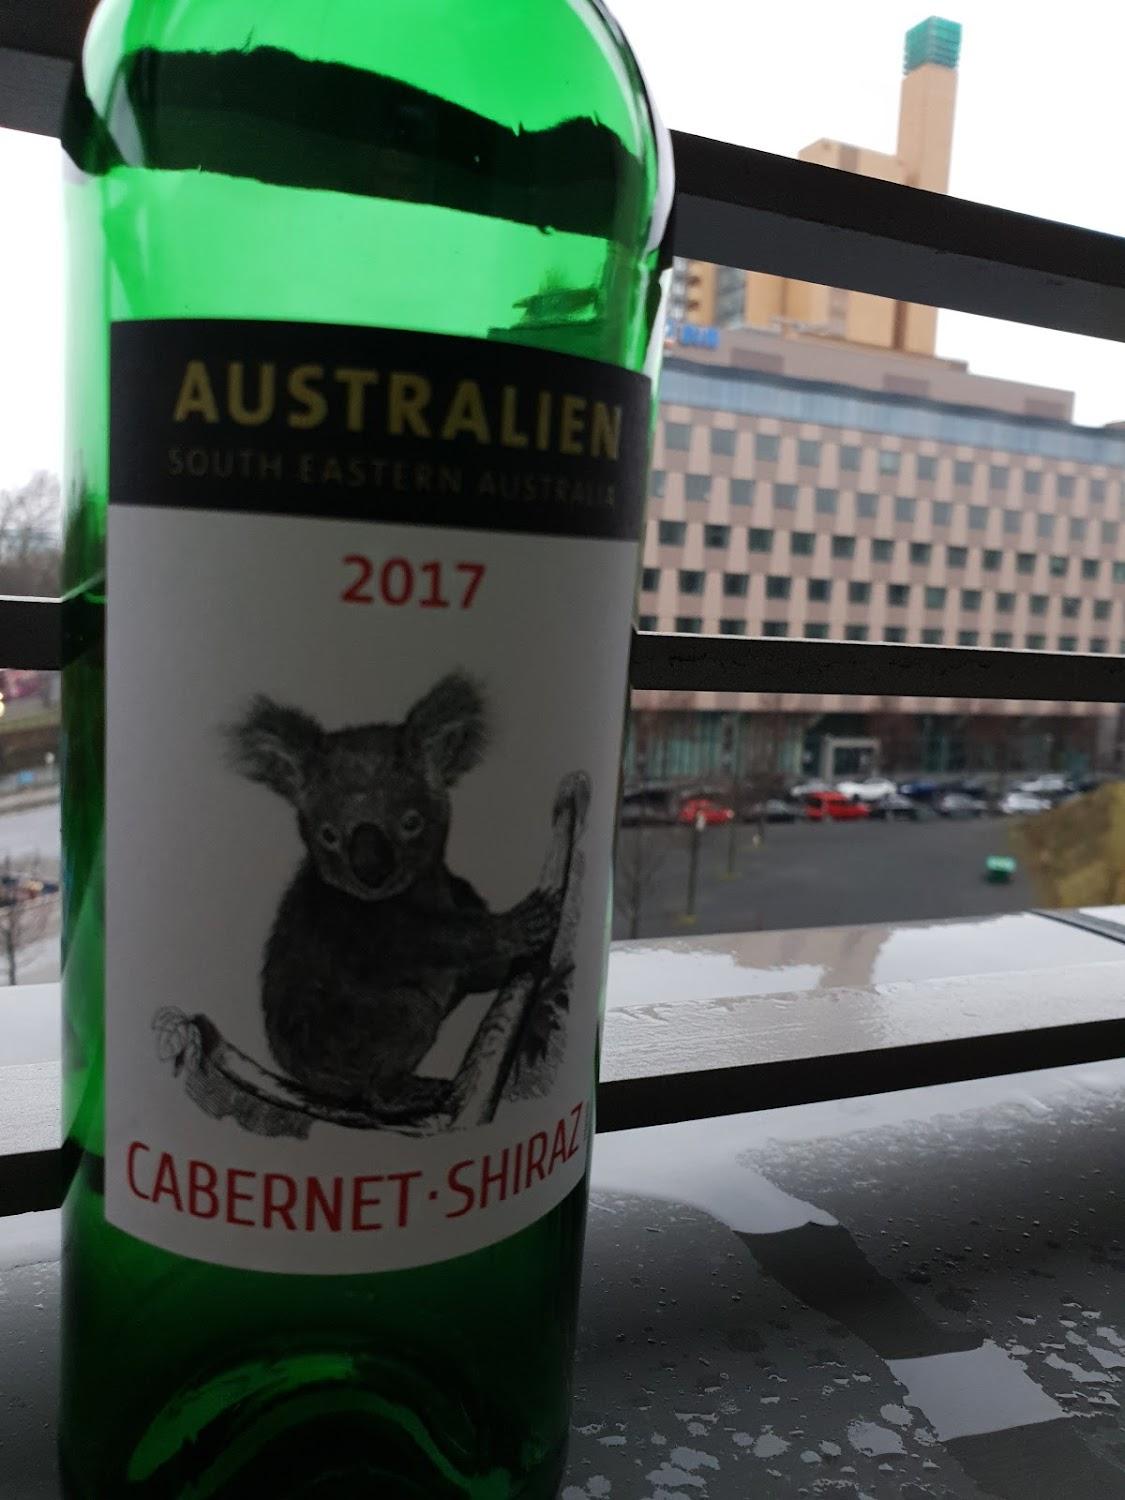 AUSTRALIEN
SOUTH EASTERN AUSTRALIA
2017
CABERNET·SHIRAZ